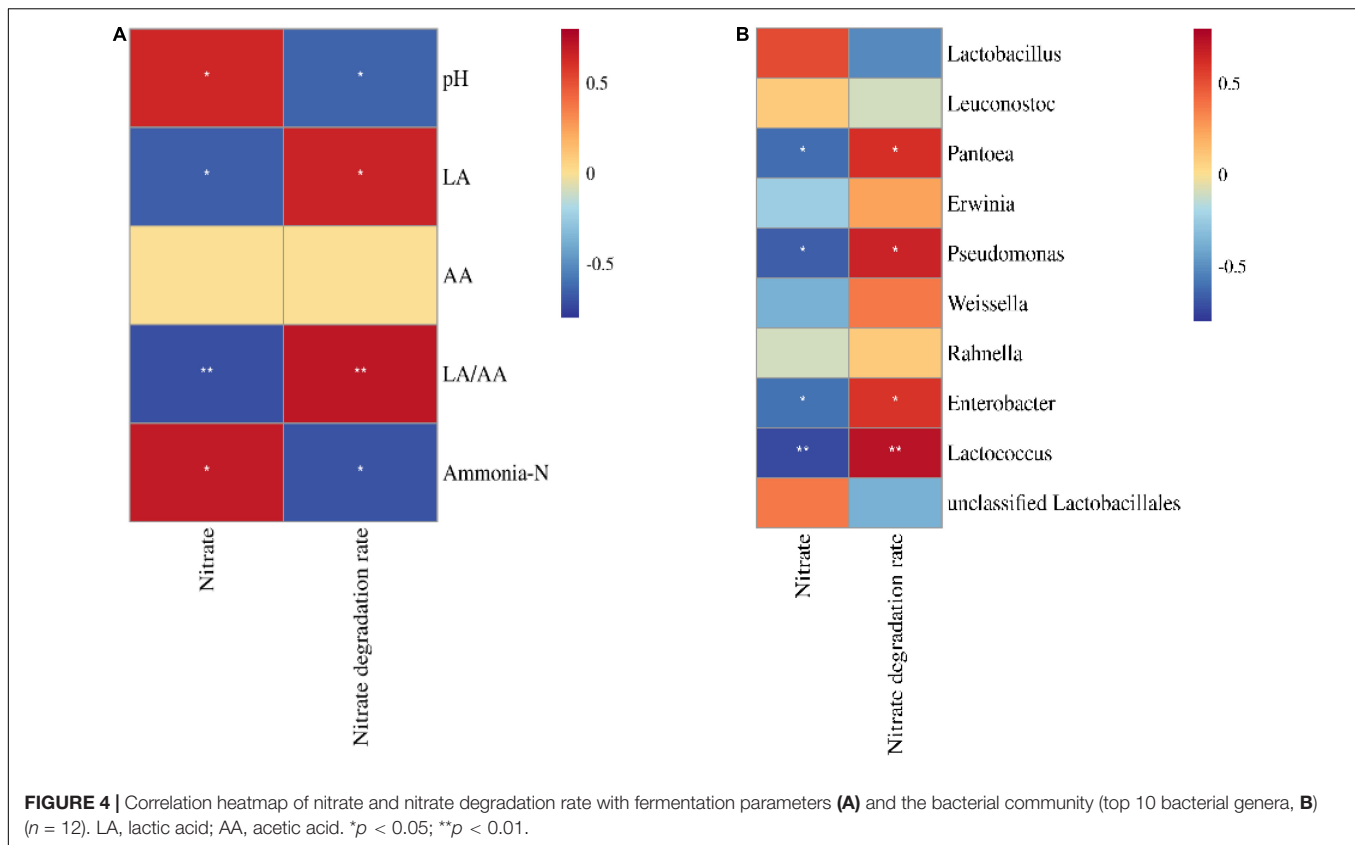 A
*
*
pH
*
*
LA
AA
**
**
LA/AA
*
*
Ammonia-N
Nitrate
Nitrate degradation rate
0.5
0
-0.5
B
Lactobacillus
Leuconostoc
*
*
Pantoea
Erwinia
*
*
Pseudomonas
Weissella
Rahnella
*
*
Enterobacter
**
**
Lactococcus
unclassified Lactobacillales
Nitrate
Nitrate degradation rate
0.5
0
-0.5
FIGURE 4 | Correlation heatmap of nitrate and nitrate degradation rate with fermentation parameters (A) and the bacterial community (top 10 bacterial genera, B)
(n = 12). LA, lactic acid; AA, acetic acid. *p < 0.05; **p < 0.01.